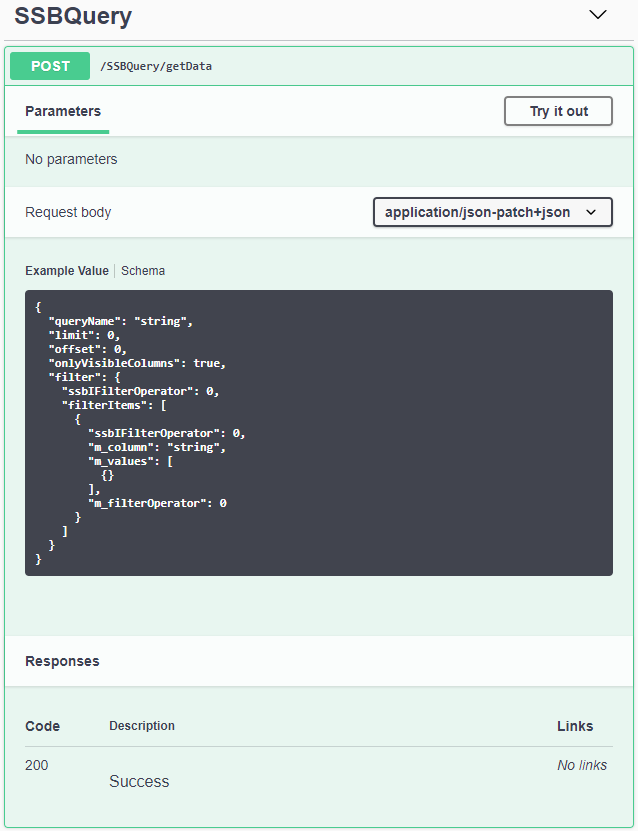 SSBQuery
POST /SSBQuery/getData
Parameters Try it out
No parameters
Request body application/json-patch+json
Example Value Schema
{
  "queryName": "string",
  "limit": 0,
  "offset": 0,
  "onlyVisibleColumns": true,
  "filter": {
    "ssbIFilterOperator": 0,
    "filterItems": [
      {
        "ssbIFilterOperator": 0,
        "m_column": "string",
        "m_values": [
          {}
        ],
        "m_filterOperator": 0
      }
    ]
  }
}
Responses
Code Description Links
200 Success No links